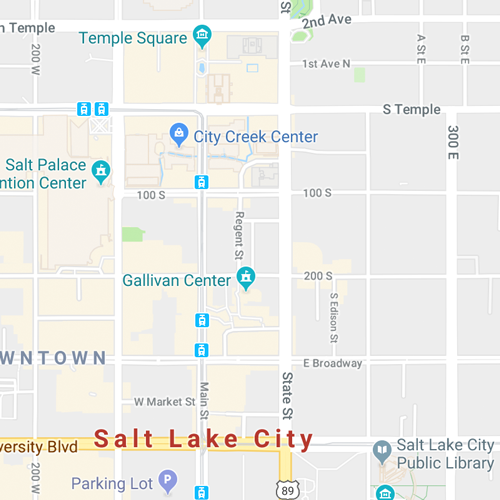 St
2nd Ave
n Temple
Temple Square
200 W
1st Ave N
A St E
B St E
S Temple
City Creek Center
300 E
Salt Palace
ntion Center
100 S
100 S
Regent St
Gallivan Center
200 S
S Edison St
WNTOWN
E Broadway
W Market St
Main St
State St
Salt Lake City
versity Blvd
Salt Lake City
Public Library
Parking Lot
200 W
89